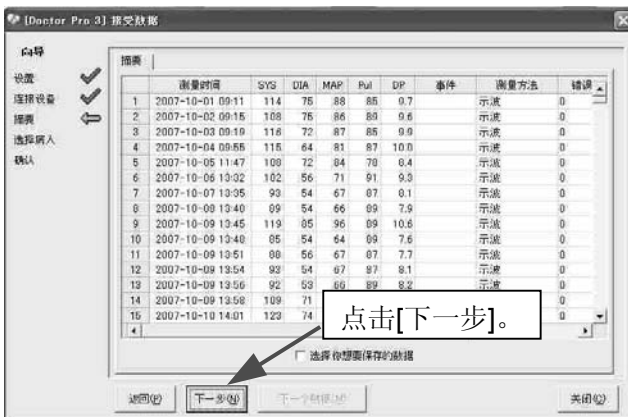 [Doctor Pro 3] 接受数据
向导
设置
连接设备
摘要
选择病人
确认
摘要
测量时间 SYS DIA MAP Pul DP 事件 测量方法 错误
1 2007-10-01 09:11 114 75 88 85 9.7 示波 0
2 2007-10-02 09:15 108 75 86 89 9.6 示波 0
3 2007-10-03 09:19 116 72 87 85 9.9 示波 0
4 2007-10-04 09:55 115 64 81 87 10.0 示波 0
5 2007-10-05 11:47 108 72 84 78 8.4 示波 0
6 2007-10-06 13:32 102 56 71 91 9.3 示波 0
7 2007-10-07 13:35 93 54 67 87 8.1 示波 0
8 2007-10-08 13:40 89 54 66 89 7.9 示波 0
9 2007-10-09 13:45 119 85 96 89 10.6 示波 0
10 2007-10-09 13:48 85 54 64 89 7.6 示波 0
11 2007-10-09 13:51 88 56 67 87 7.7 示波 0
12 2007-10-09 13:54 93 54 67 87 8.1 示波 0
13 2007-10-09 13:56 92 53 66 89 8.2 示波 0
14 2007-10-09 13:58 109 71 0
15 2007-10-10 14:01 123 74 0
点击[下一步]。
选择你想要保存的数据
返回(P) 下一步(N) 下一个数据(M) 关闭(C)